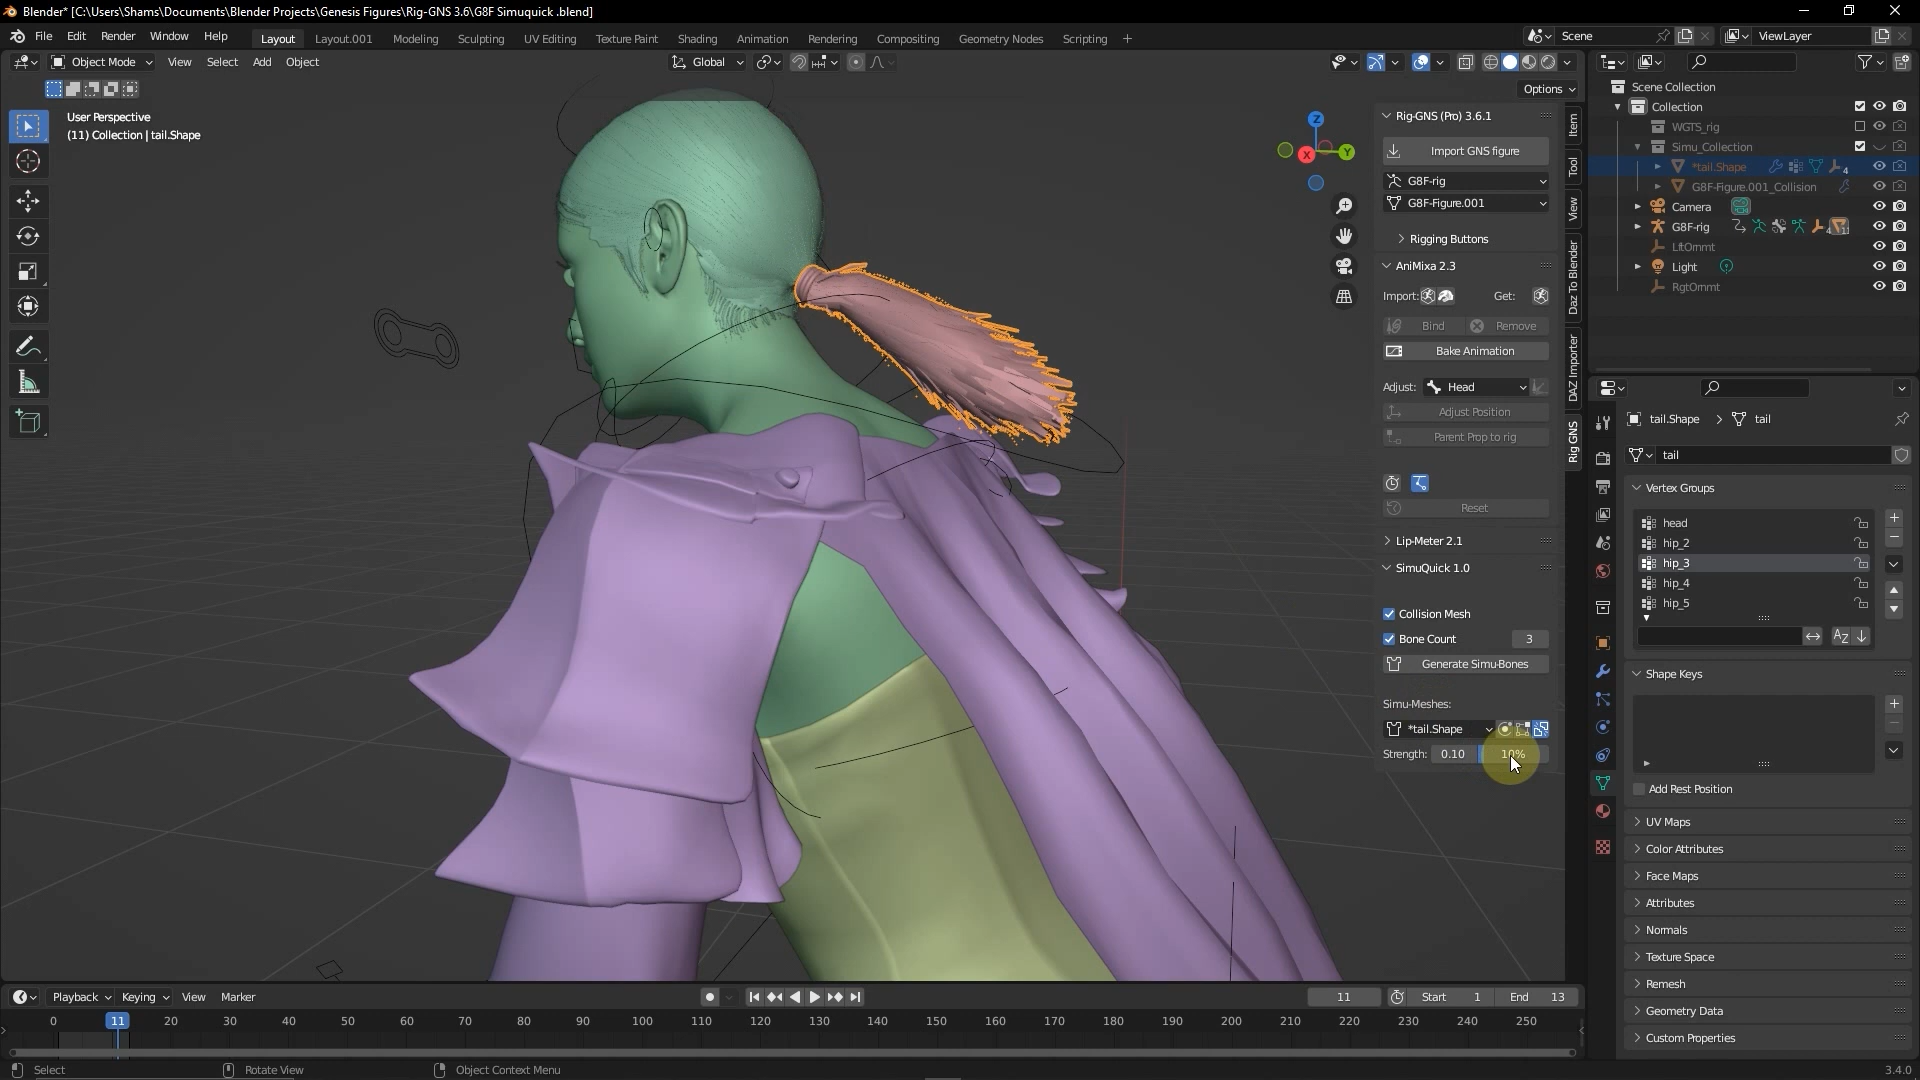 Blender* [C:\Users\Shams\Documents\Blender Projects\Genesis Figures\Rig-GNS 3.6\G8F Simuquick .blend]
File Edit Render Window Help Layout Layout.001 Modeling Sculpting UV Editing Texture Paint Shading Animation Rendering Compositing Geometry Nodes Scripting + Scene ViewLayer
Object Mode View Select Add Object Global
Options
User Perspective
(11) Collection | tail.Shape
Z
X
Y
Rig-GNS (Pro) 3.6.1
Import GNS figure
G8F-rig
G8F-Figure.001
Rigging Buttons
AniMixa 2.3
Import: Get:
Bind Remove
Bake Animation
Adjust: Head
Adjust Position
Parent Prop to rig
Reset
Lip-Meter 2.1
SimuQuick 1.0
Collision Mesh
Bone Count 3
Generate Simu-Bones
Simu-Meshes:
*tail.Shape
Strength: 0.10 10%
Item
Tool
View
Daz To Blender
DAZ Importer
Rig GNS
Scene Collection
Collection
WGTS_rig
Simu_Collection
*tail.Shape 4
G8F-Figure.001_Collision
Camera
G8F-rig 4 11
LftOmmt
Light
RgtOmmt
tail.Shape > tail
tail
Vertex Groups
head
hip_2
hip_3
hip_4
hip_5
Shape Keys
Add Rest Position
UV Maps
Color Attributes
Face Maps
Attributes
Normals
Texture Space
Remesh
Geometry Data
Custom Properties
Playback Keying View Marker 11 Start 1 End 13
0 11 20 30 40 50 60 70 80 90 100 110 120 130 140 150 160 170 180 190 200 210 220 230 240 250
Select Rotate View Object Context Menu 3.4.0